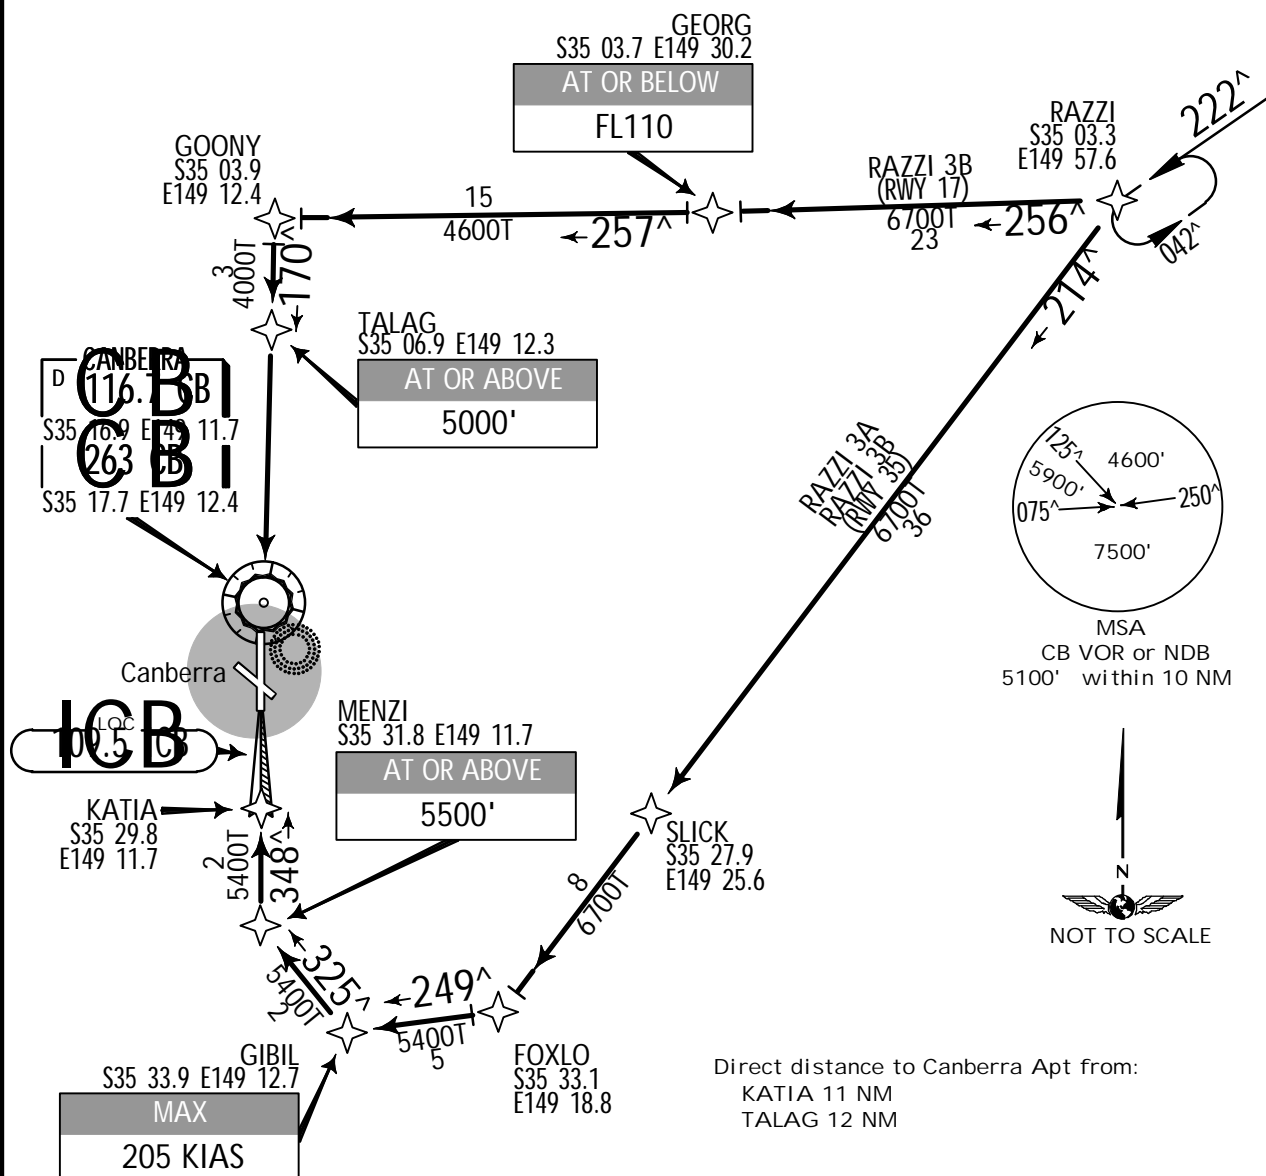 GEORG
S35 03.7 E149 30.2
AT OR BELOW
FL110
RAZZI
S35 03.3
E149 57.6
222^
042^
GOONY
S35 03.9
E149 12.4
15
4600T
257^
RAZZI 3B
(RWY 17)
6700T
23
256^
214^
3
4000T
170^
TALAG
S35 06.9 E149 12.3
AT OR ABOVE
5000'
CANBERRA
D
116.7 CB
CBI
S35 16.9 E149 11.7
263 CB
CBI
S35 17.7 E149 12.4
RAZZI 3A
RAZZI 3B
(RWY 35)
6700T
36
125^
4600'
5900'
075^
250^
7500'
MSA
CB VOR or NDB
5100' within 10 NM
Canberra
LOC
109.5 CB
ICB
MENZI
S35 31.8 E149 11.7
AT OR ABOVE
5500'
KATIA
S35 29.8
E149 11.7
2
5400T
348^
SLICK
S35 27.9
E149 25.6
8
6700T
N
NOT TO SCALE
325^
5400T
2
249^
5400T
5
GIBIL
S35 33.9 E149 12.7
MAX
205 KIAS
FOXLO
S35 33.1
E149 18.8
Direct distance to Canberra Apt from:
KATIA 11 NM
TALAG 12 NM